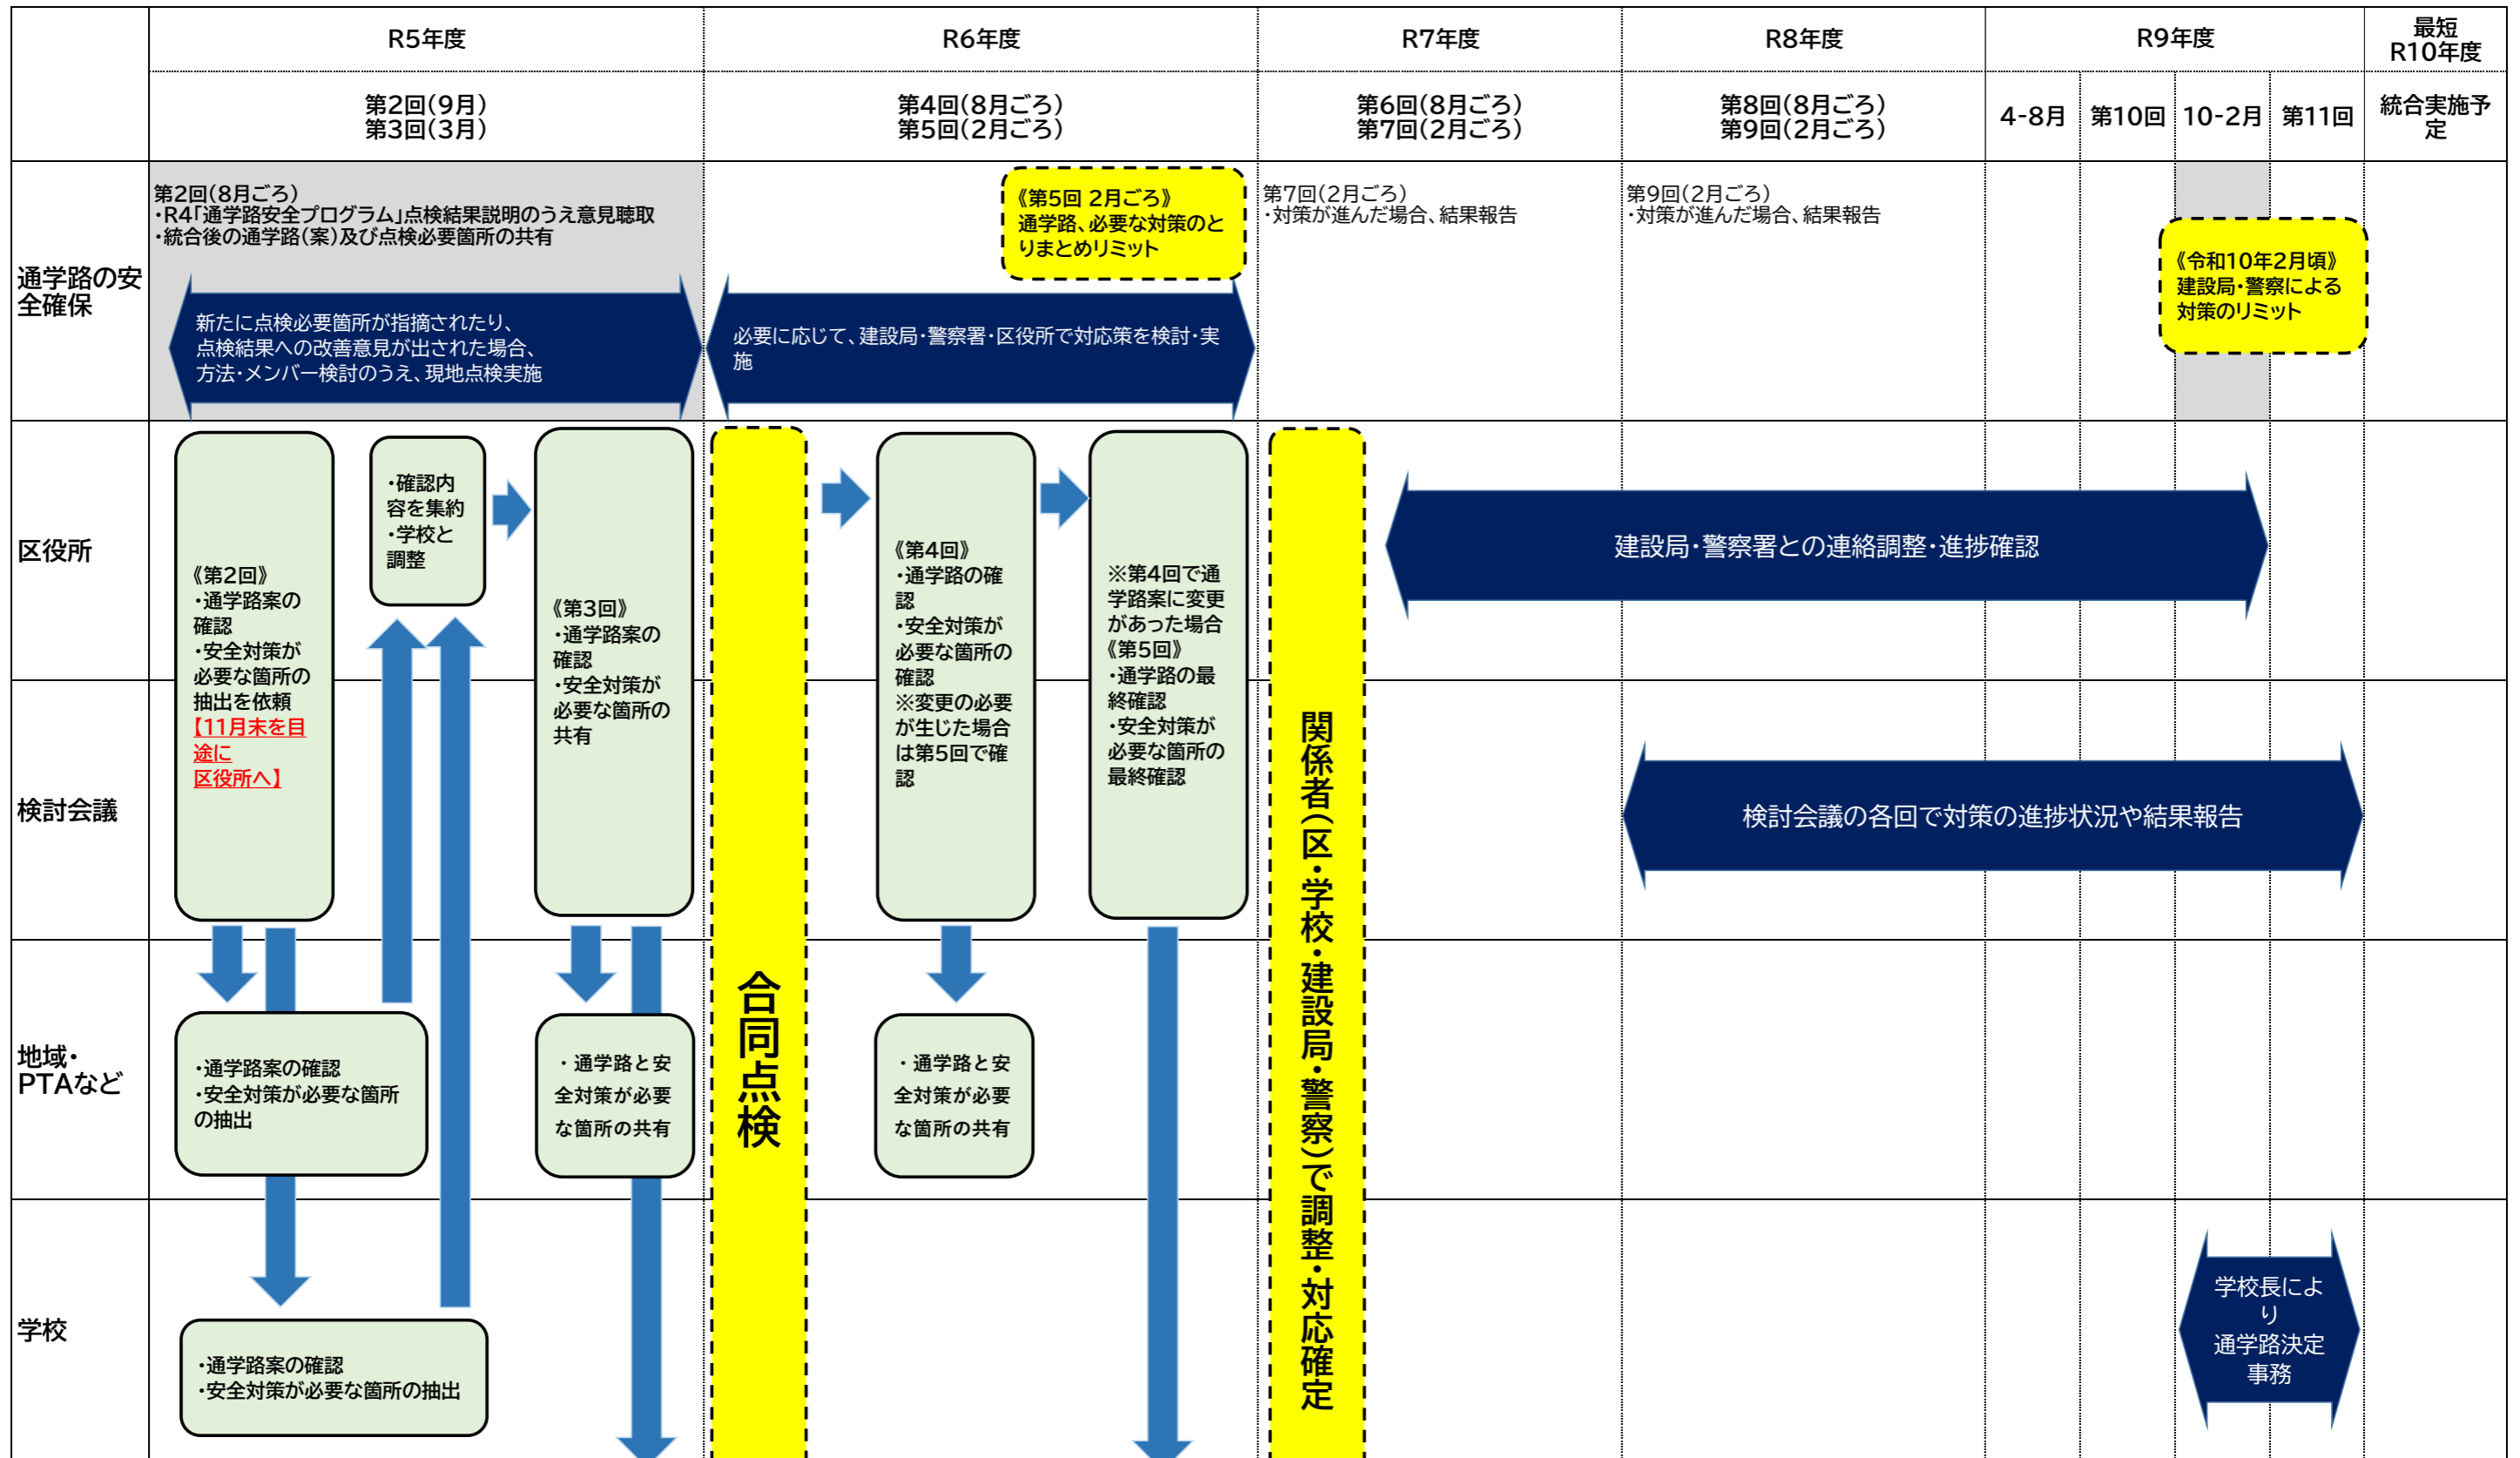 R5年度
R6年度
R7年度
R8年度
R9年度
最短
R10年度
第2回(9月)
第3回(3月)
第4回(8月ごろ)
第5回(2月ごろ)
第6回(8月ごろ)
第7回(2月ごろ)
第8回(8月ごろ)
第9回(2月ごろ)
4-8月
第10回
10-2月
第11回
統合実施予
定
通学路の安
全確保
第2回(8月ごろ)
・R4「通学路安全プログラム」点検結果説明のうえ意見聴取
・統合後の通学路(案)及び点検必要箇所の共有
新たに点検必要箇所が指摘されたり、
点検結果への改善意見が出された場合、
方法・メンバー検討のうえ、現地点検実施
《第5回 2月ごろ》
通学路、必要な対策のと
りまとめリミット
必要に応じて、建設局・警察署・区役所で対応策を検討・実
施
第7回(2月ごろ)
・対策が進んだ場合、結果報告
第9回(2月ごろ)
・対策が進んだ場合、結果報告
《令和10年2月頃》
建設局・警察による
対策のリミット
区役所
《第2回》
・通学路案の
確認
・安全対策が
必要な箇所の
抽出を依頼
【11月末を目
途に
区役所へ】
・確認内
容を集約
・学校と
調整
《第3回》
・通学路案の
確認
・安全対策が
必要な箇所の
共有
合同点検
《第4回》
・通学路の確
認
・安全対策が
必要な箇所の
確認
※変更の必要
が生じた場合
は第5回で確
認
※第4回で通
学路案に変更
があった場合
《第5回》
・通学路の最
終確認
・安全対策が
必要な箇所の
最終確認
関係者(区・学校・建設局・警察)で調整・対応確定
建設局・警察署との連絡調整・進捗確認
検討会議
検討会議の各回で対策の進捗状況や結果報告
地域・
PTAなど
・通学路案の確認
・安全対策が必要な箇所
の抽出
・通学路と安
全対策が必要
な箇所の共有
・通学路と安
全対策が必要
な箇所の共有
学校
・通学路案の確認
・安全対策が必要な箇所の抽出
学校長によ
り
通学路決定
事務